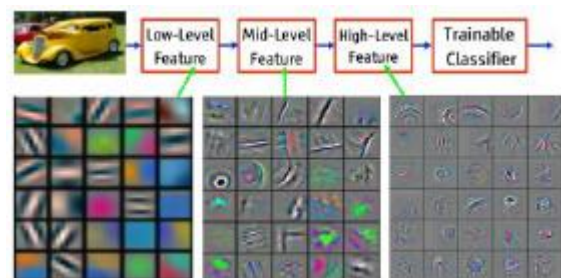 Low-Level
Feature
Mid-Level
Feature
High-Level
Feature
Trainable
Classifier